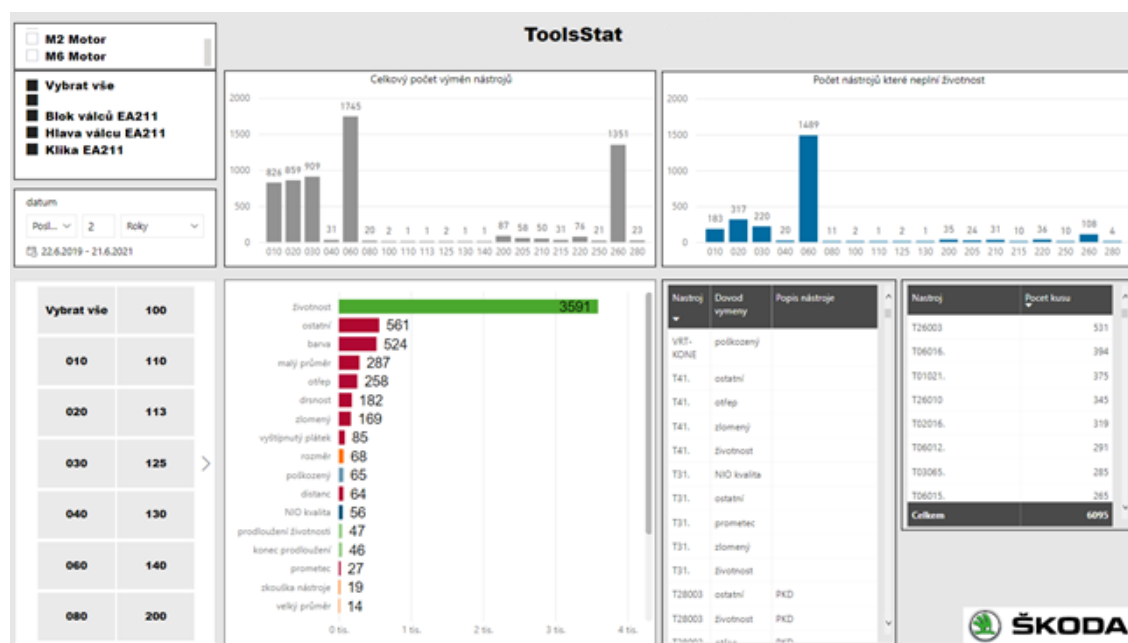 ToolsStat
M2 Motor
M6 Motor
Vybrat vše
Blok válců EA211
Hlava válcu EA211
Klika EA211
datum
Posl...
2
Roky
22.6.2019 - 21.6.2021
Celkový počet výměn nástrojů
2000
1500
1000
500
0
826 859 909 31 1745 20 2 1 1 2 1 1 87 58 50 31 76 21 1351 23
010 020 030 040 060 080 100 110 113 125 130 140 200 205 210 215 220 250 260 280
Počet nástrojů které neplní životnost
2000
1500
1000
500
0
183 317 220 20 1489 11 2 1 2 1 35 24 31 10 36 10 108 4
010 020 030 040 060 080 100 110 125 130 200 205 210 215 220 250 260 280
Vybrat vše 100
010 110
020 113
030 125
040 130
060 140
080 200
životnost 3591
ostatní 561
barva 524
malý průměr 287
otřep 258
drsnost 182
zlomený 169
vyštípnutý plátek 85
rozměr 68
poškozený 65
distanc 64
NIO kvalita 56
prodloužení životnosti 47
konec prodloužení 46
prometec 27
zkouška nástroje 19
velký průměr 14
0 tis. 1 tis. 2 tis. 3 tis. 4 tis.
Nastroj Dovod Popis nástroje
vymeny
VRT- poškozený
KONE
T41. ostatní
T41. otřep
T41. zlomený
T41. životnost
T31. NIO kvalita
T31. ostatní
T31. prometec
T31. zlomený
T31. životnost
T28003 ostatní PKD
T28003 životnost PKD
T28003 otřep PKD
Nastroj Pocet kusu
T26003 531
T06016. 394
T01021. 375
T26010 345
T02016. 319
T06012. 291
T03065. 285
T06015. 265
Celkem 6095
ŠKODA